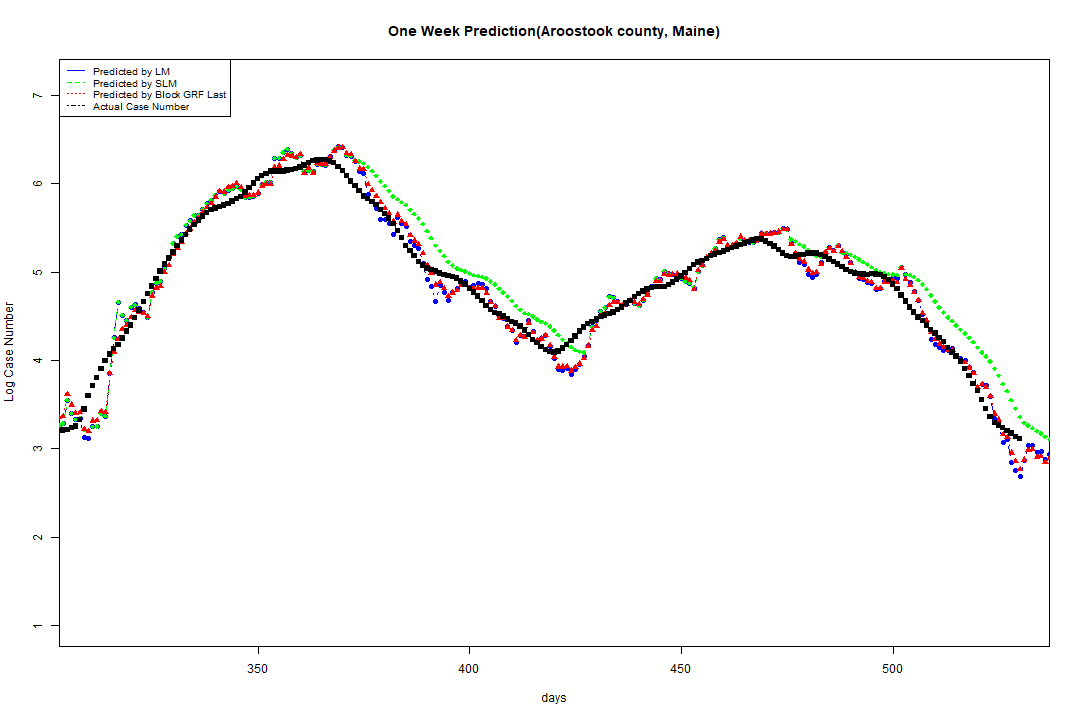 One Week Prediction(Aroostook county, Maine)
Predicted by LM
Predicted by SLM
Predicted by Block GRF Last
Actual Case Number
7
6
5
4
3
2
1
Log Case Number
350 400 450 500
days